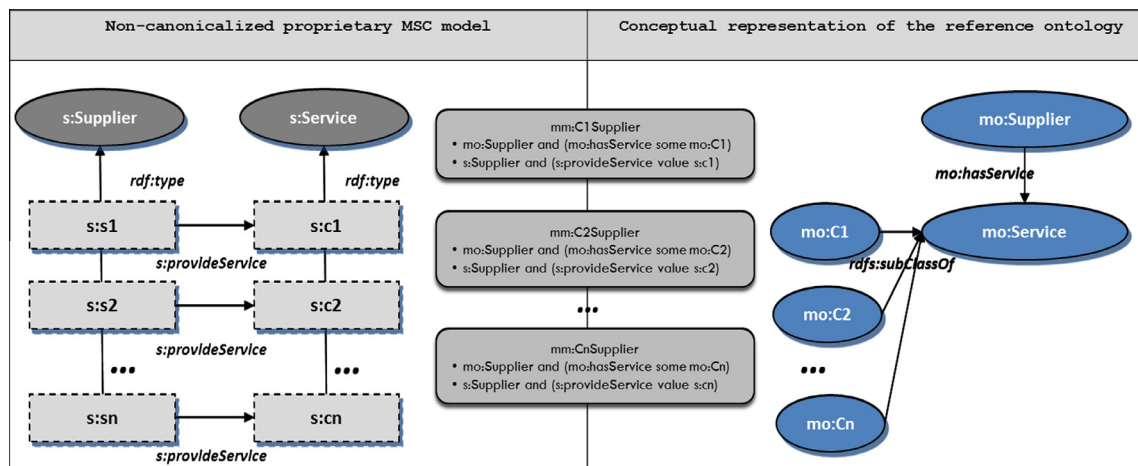 Non-canonicalized proprietary MSC model
Conceptual representation of the reference ontology
s:Supplier
s:Service
rdf:type
rdf:type
s:s1
s:c1
s:provideService
s:s2
s:c2
s:provideService
...
...
s:sn
s:cn
s:provideService
mm:C1Supplier
• mo:Supplier and (mo:hasService some mo:C1)
• s:Supplier and (s:provideService value s:c1)
mm:C2Supplier
• mo:Supplier and (mo:hasService some mo:C2)
• s:Supplier and (s:provideService value s:c2)
...
mm:CnSupplier
• mo:Supplier and (mo:hasService some mo:Cn)
• s:Supplier and (s:provideService value s:cn)
mo:Supplier
mo:hasService
mo:C1
mo:Service
rdfs:subClassOf
mo:C2
...
mo:Cn